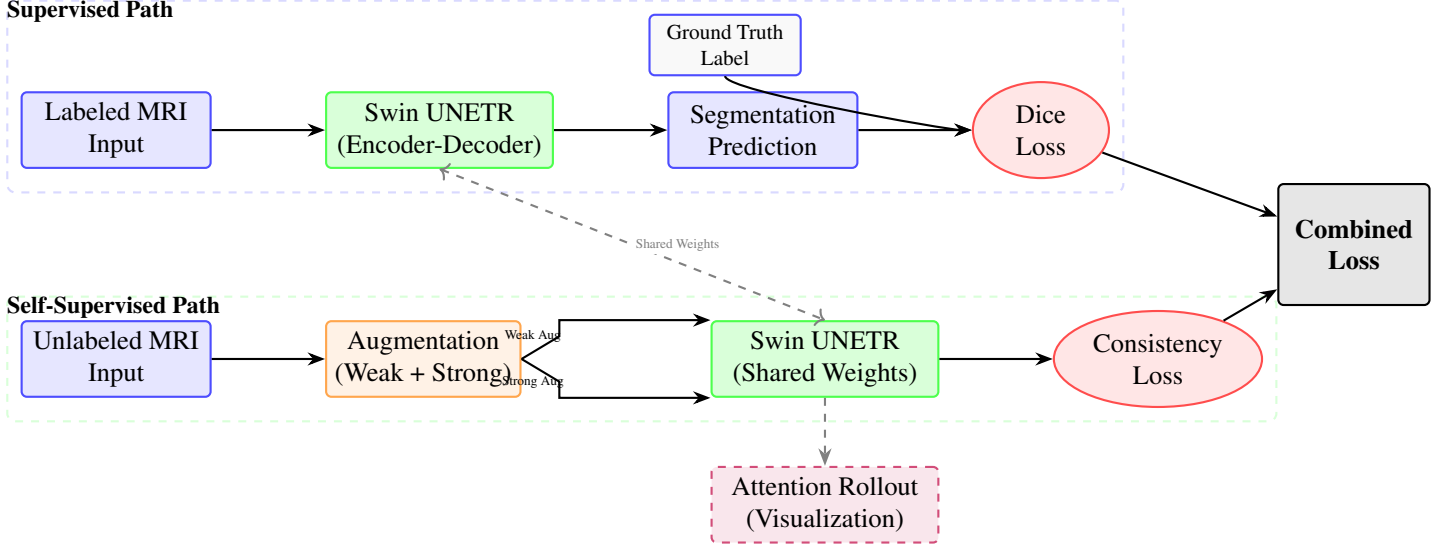 Supervised Path
Ground Truth
Label
Labeled MRI
Input
Swin UNETR
(Encoder-Decoder)
Segmentation
Prediction
Dice
Loss
Shared Weights
Combined
Loss
Self-Supervised Path
Unlabeled MRI
Input
Augmentation
(Weak + Strong)
Weak Aug
Strong Aug
Swin UNETR
(Shared Weights)
Consistency
Loss
Attention Rollout
(Visualization)